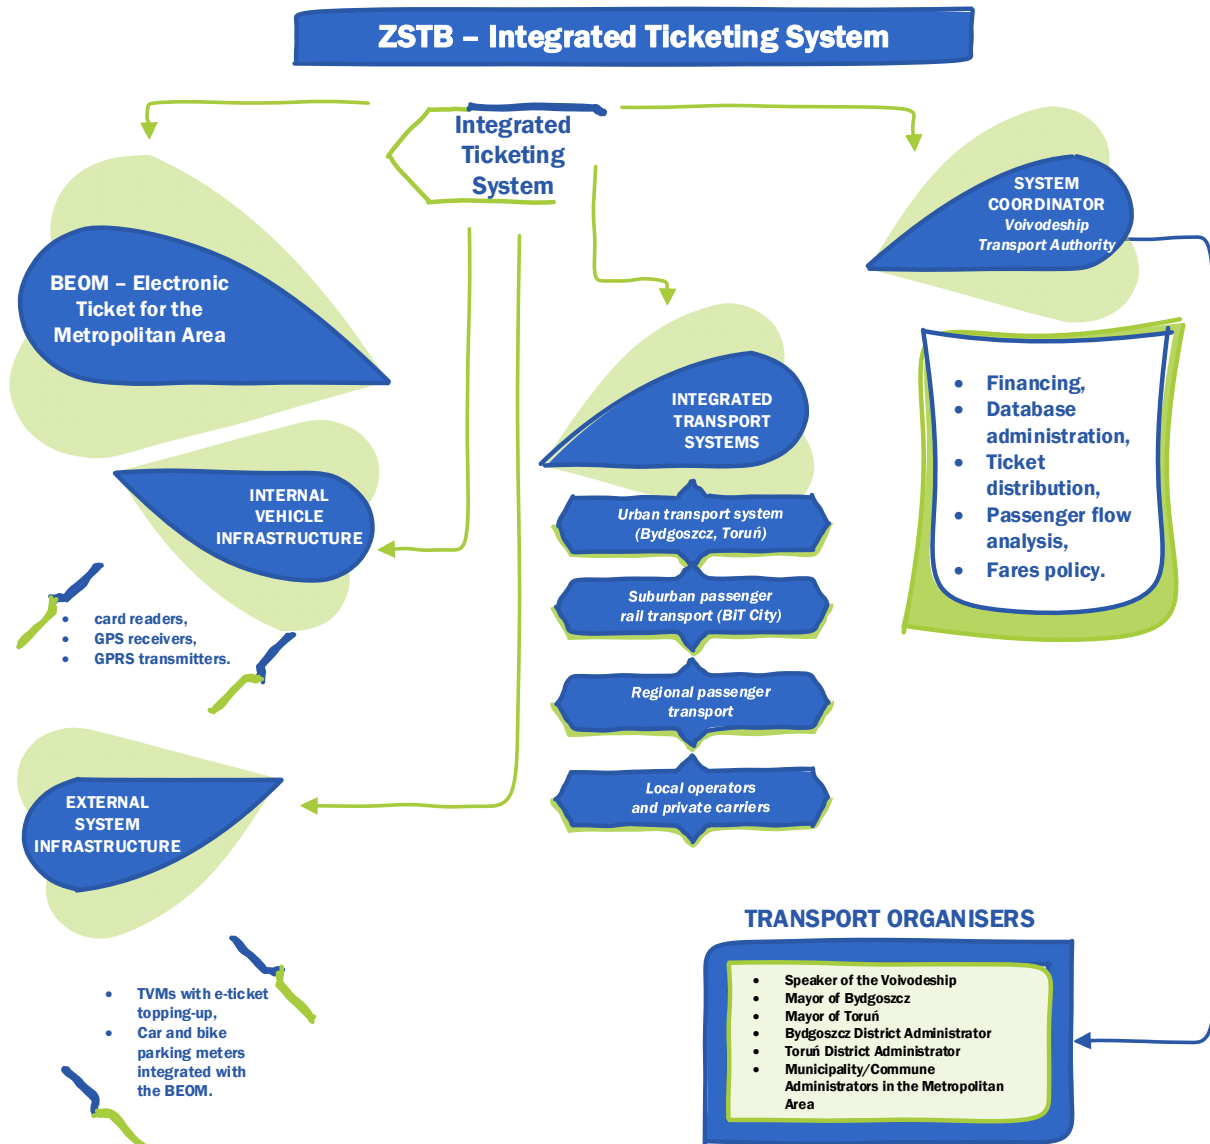 ZSTB – Integrated Ticketing System
Integrated
Ticketing
System
BEOM – Electronic
Ticket for the
Metropolitan Area
INTERNAL
VEHICLE
INFRASTRUCTURE
• card readers,
• GPS receivers,
• GPRS transmitters.
EXTERNAL
SYSTEM
INFRASTRUCTURE
• TVMs with e-ticket
topping-up,
• Car and bike
parking meters
integrated with
the BEOM.
INTEGRATED
TRANSPORT
SYSTEMS
Urban transport system
(Bydgoszcz, Toruń)
Suburban passenger
rail transport (BiT City)
Regional passenger
transport
Local operators
and private carriers
SYSTEM
COORDINATOR
Voivodeship
Transport Authority
• Financing,
• Database
administration,
• Ticket
distribution,
• Passenger flow
analysis,
• Fares policy.
TRANSPORT ORGANISERS
• Speaker of the Voivodeship
• Mayor of Bydgoszcz
• Mayor of Toruń
• Bydgoszcz District Administrator
• Toruń District Administrator
• Municipality/Commune
Administrators in the Metropolitan
Area